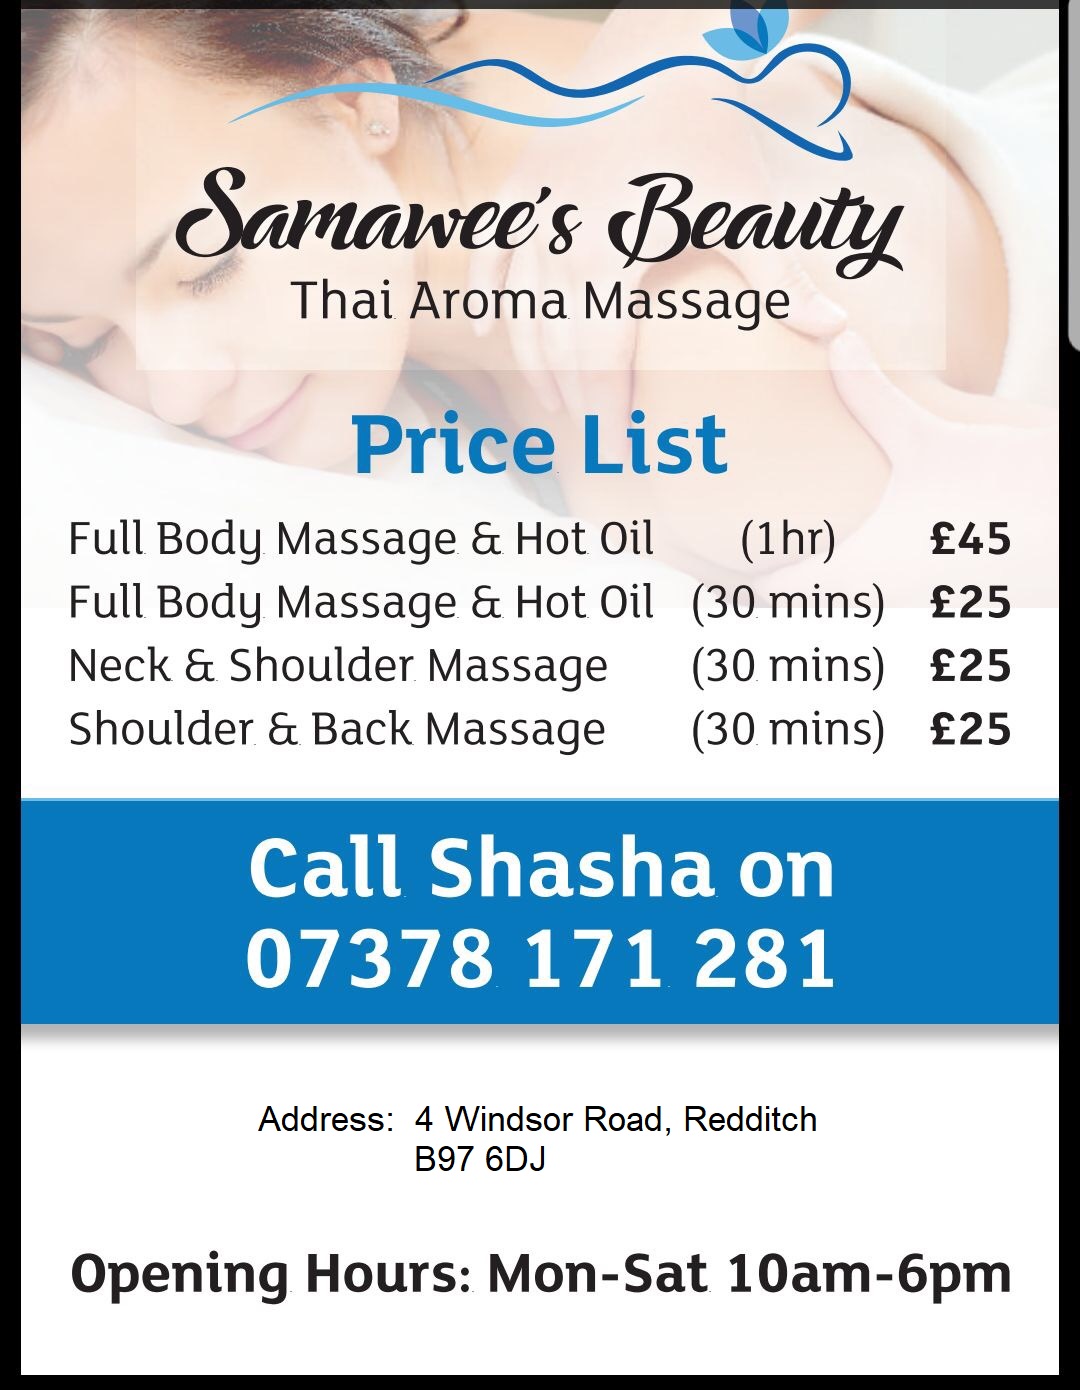 Samawee's Beauty
Thai Aroma Massage
Price List
Full Body Massage & Hot Oil (1hr) £45
Full Body Massage & Hot Oil (30 mins) £25
Neck & Shoulder Massage (30 mins) £25
Shoulder & Back Massage (30 mins) £25
Call Shasha on
07378 171 281
Address: 4 Windsor Road, Redditch
B97 6DJ
Opening Hours: Mon-Sat 10am-6pm